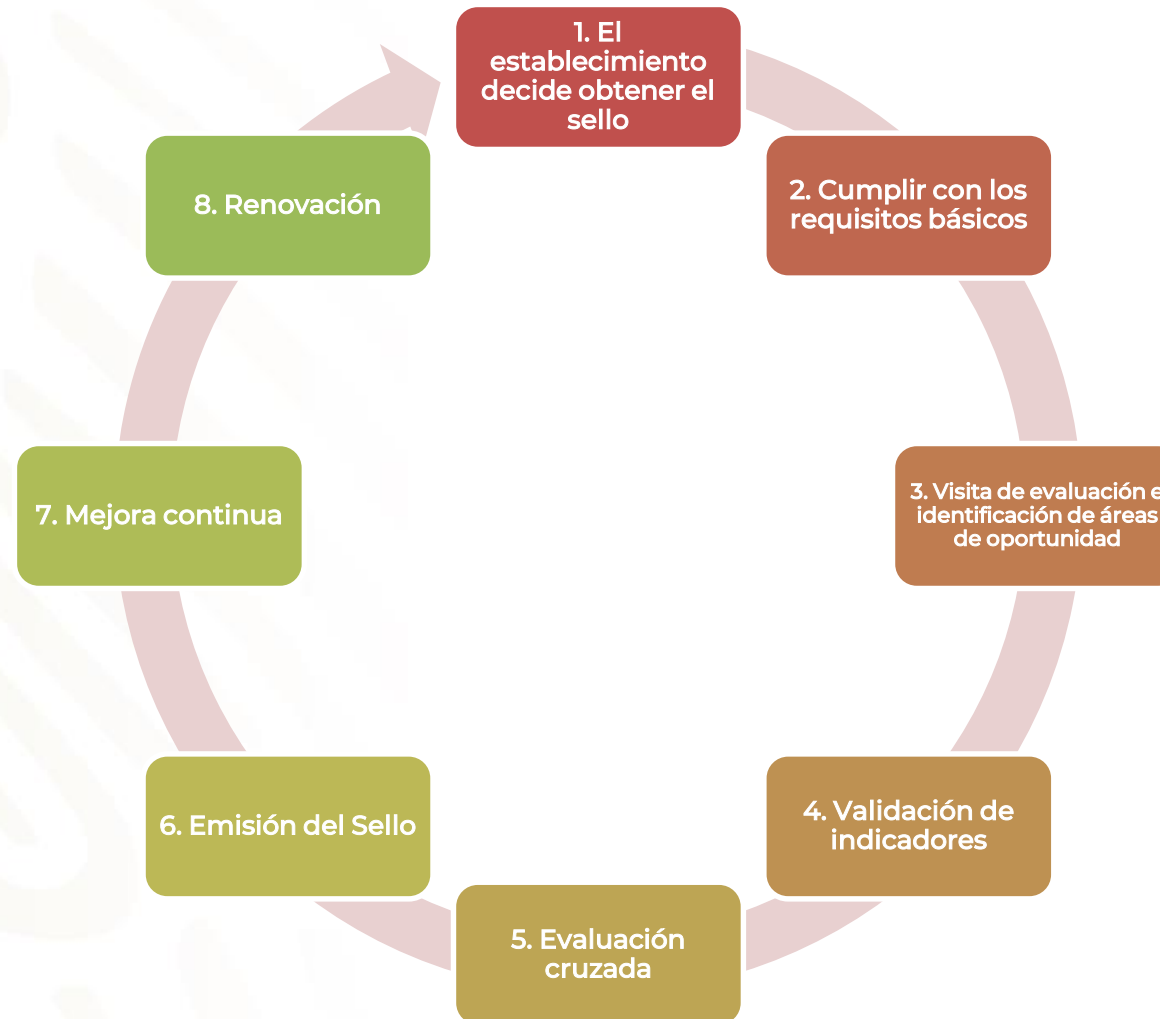 1. El
establecimiento
decide obtener el
sello
2. Cumplir con los
requisitos básicos
3. Visita de evaluación e
identificación de áreas
de oportunidad
4. Validación de
indicadores
5. Evaluación
cruzada
6. Emisión del Sello
7. Mejora continua
8. Renovación